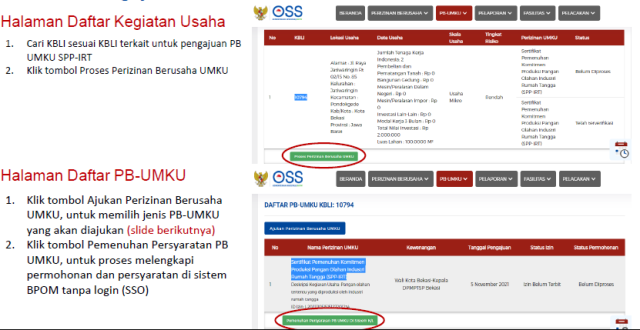 Halaman Daftar Kegiatan Usaha
1. Cari KBLI sesuai KBLI terkait untuk pengajuan PB
UMKU SPP-IRT
2. Klik tombol Proses Perizinan Berusaha UMKU
OSS
BERANDA PERIZINAN BERUSAHA PB-UMKU PELAPORAN FASILITAS PELACAKAN
No KBLI Lokasi Usaha Data Usaha Skala Usaha Tingkat Risiko Perizinan UMKU Status
1 10794
Alamat : Jl. Raya
Jatiwaringin
Kelurahan :
Jatiwaringin
Kecamatan :
Pondokgede
Kab/Kota : Kota
Bekasi
Provinsi : Jawa
Barat
Jumlah Tenaga Kerja
Indonesia: 2
Pembelian dan
Pematangan Tanah : Rp 0
Bangunan Gedung : Rp 0
Mesin/Peralatan Dalam
Negeri : Rp 0
Mesin/Peralatan Impor : Rp
0
Investasi Lain-Lain : Rp 0
Modal Kerja 3 Bulan : Rp 0
Total Nilai Investasi : Rp
2.000.000
Luas Lahan : 100.0000 M²
Usaha
Mikro
Rendah
Sertifikat
Pemenuhan
Komitmen
Produksi Pangan
Olahan Industri
Rumah Tangga
(SPP-IRT)
Belum Diproses
Sertifikat
Pemenuhan
Komitmen
Produksi Pangan
Olahan Industri
Rumah Tangga
(SPP-IRT)
Telah Terverifikasi
Proses Perizinan Berusaha UMKU
Halaman Daftar PB-UMKU
1. Klik tombol Ajukan Perizinan Berusaha
UMKU, untuk memilih jenis PB-UMKU
yang akan diajukan (slide berikutnya)
2. Klik tombol Pemenuhan Persyaratan PB
UMKU, untuk proses melengkapi
permohonan dan persyaratan di sistem
BPOM tanpa login (SSO)
OSS
BERANDA PERIZINAN BERUSAHA PB-UMKU PELAPORAN FASILITAS PELACAKAN
DAFTAR PB-UMKU KBLI: 10794
Ajukan Perizinan Berusaha UMKU
No Nama Perizinan UMKU Kewenangan Tanggal Pengajuan Status Izin Status Permohonan
1
Sertifikat Pemenuhan Komitmen
Produksi Pangan Olahan Industri
Rumah Tangga (SPP-IRT)
Deskripsi Kegiatan Usaha: Pangan olahan
tertentu yang diproduksi oleh industri
rumah tangga
Wali Kota Bekasi-Kepala
DPMPTSP Bekasi
5 November 2021
Izin Belum Terbit
Belum Diproses
Pemenuhan Persyaratan PB UMKU Di Sistem K/L